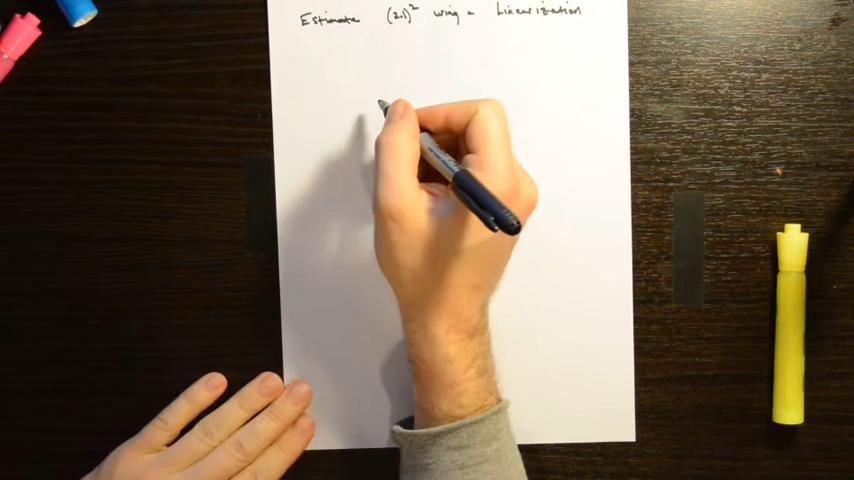 Estimate (2.1)² using a Linearization